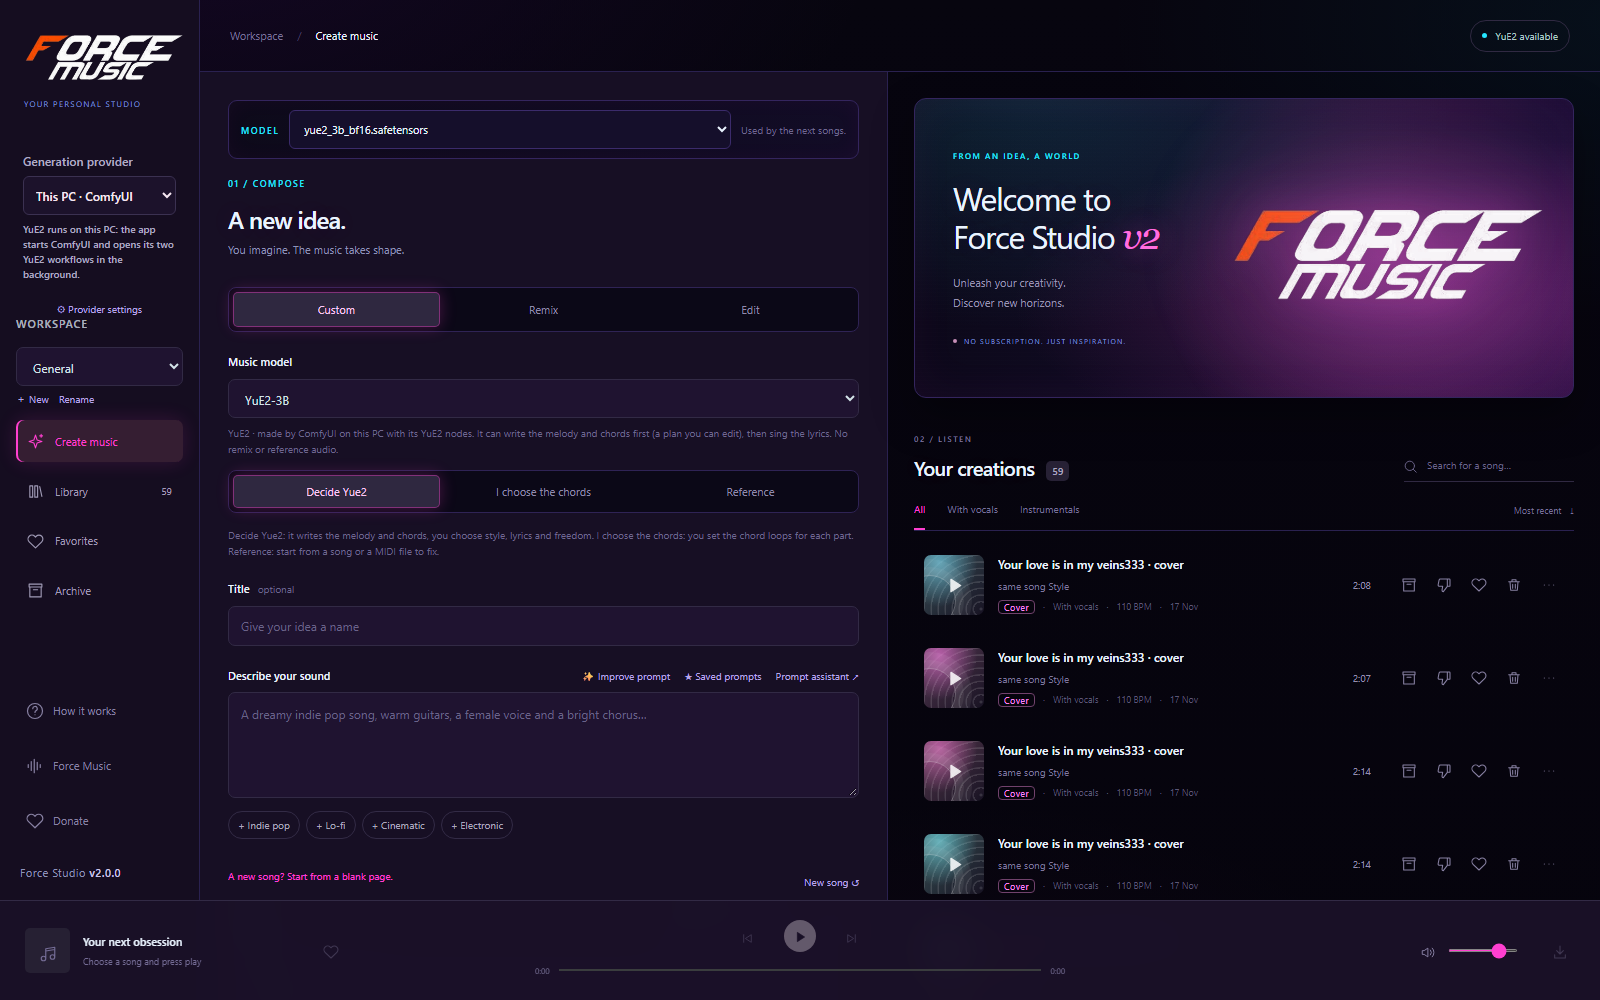 FORCE
MUSIC
YOUR PERSONAL STUDIO
Generation provider
This PC · ComfyUI
YuE2 runs on this PC: the app
starts ComfyUI and opens its two
YuE2 workflows in the
background.
⚙ Provider settings
WORKSPACE
General
+ New Rename
Create music
Library 59
Favorites
Archive
How it works
Force Music
Donate
Force Studio v2.0.0
Workspace / Create music
YuE2 available
MODEL yue2_3b_bf16.safetensors Used by the next songs.
01 / COMPOSE
A new idea.
You imagine. The music takes shape.
Custom Remix Edit
Music model
YuE2-3B
YuE2 · made by ComfyUI on this PC with its YuE2 nodes. It can write the melody and chords first (a plan you can edit), then sing the lyrics. No
remix or reference audio.
Decide Yue2 I choose the chords Reference
Decide Yue2: it writes the melody and chords, you choose style, lyrics and freedom. I choose the chords: you set the chord loops for each part.
Reference: start from a song or a MIDI file to fix.
Title optional
Give your idea a name
Describe your sound ✨ Improve prompt ★ Saved prompts Prompt assistant ↗
A dreamy indie pop song, warm guitars, a female voice and a bright chorus...
+ Indie pop + Lo-fi + Cinematic + Electronic
A new song? Start from a blank page.
New song ↺
FROM AN IDEA, A WORLD
Welcome to
Force Studio v2
Unleash your creativity.
Discover new horizons.
NO SUBSCRIPTION. JUST INSPIRATION.
FORCE
MUSIC
02 / LISTEN
Your creations 59
Search for a song...
All With vocals Instrumentals Most recent ↓
Your love is in my veins333 · cover
same song Style
Cover · With vocals · 110 BPM · 17 Nov
2:08
Your love is in my veins333 · cover
same song Style
Cover · With vocals · 110 BPM · 17 Nov
2:07
Your love is in my veins333 · cover
same song Style
Cover · With vocals · 110 BPM · 17 Nov
2:14
Your love is in my veins333 · cover
same song Style
Cover · With vocals · 110 BPM · 17 Nov
2:14
Your next obsession
Choose a song and press play
0:00 0:00